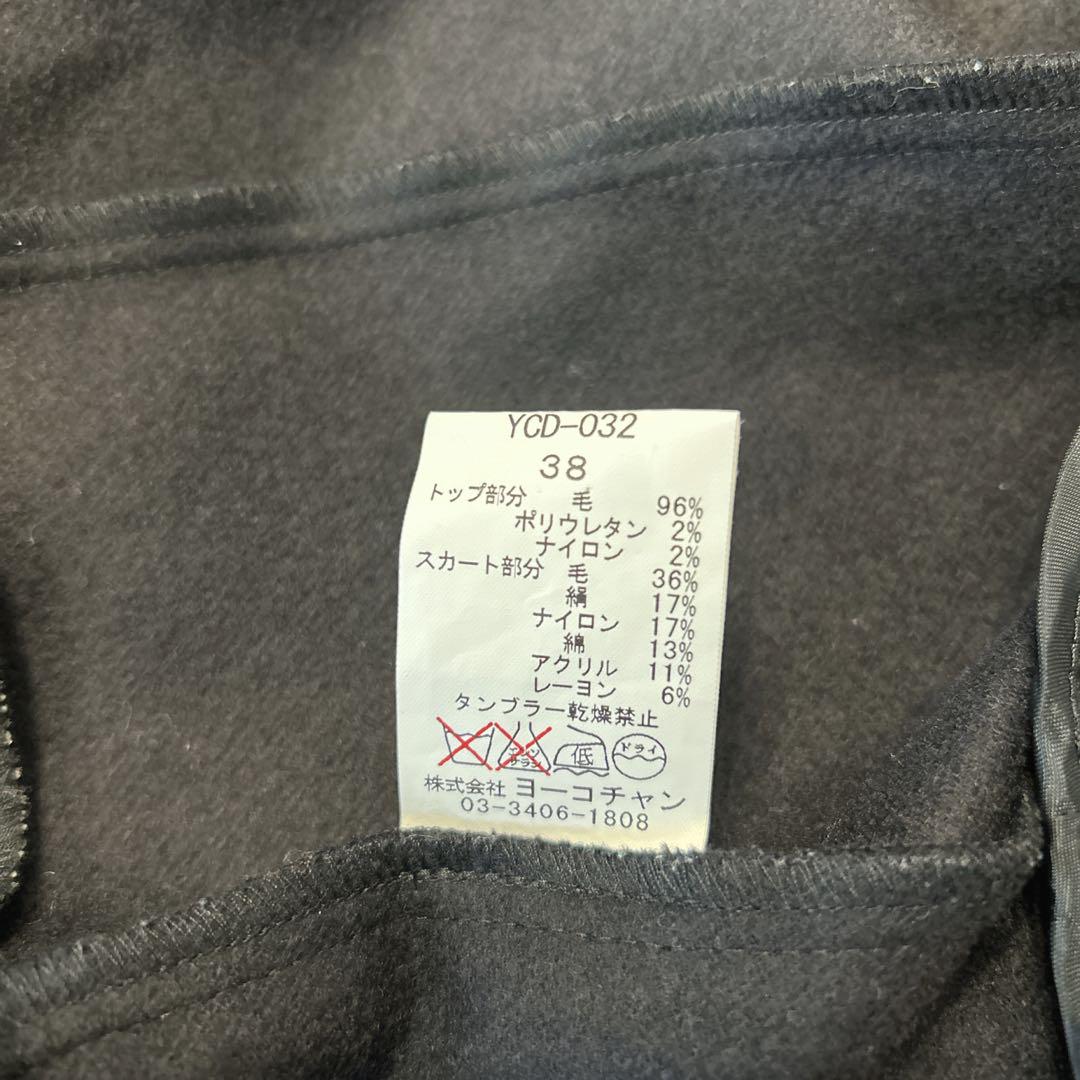 YCD-032
38
トップ部分 毛 96%
ポリウレタン 2%
ナイロン 2%
スカート部分 毛 36%
絹 17%
ナイロン 17%
綿 13%
アクリル 11%
レーヨン 6%
タンブラー乾燥禁止
低 ドライ
株式会社 ヨーコチャン
03-3406-1808